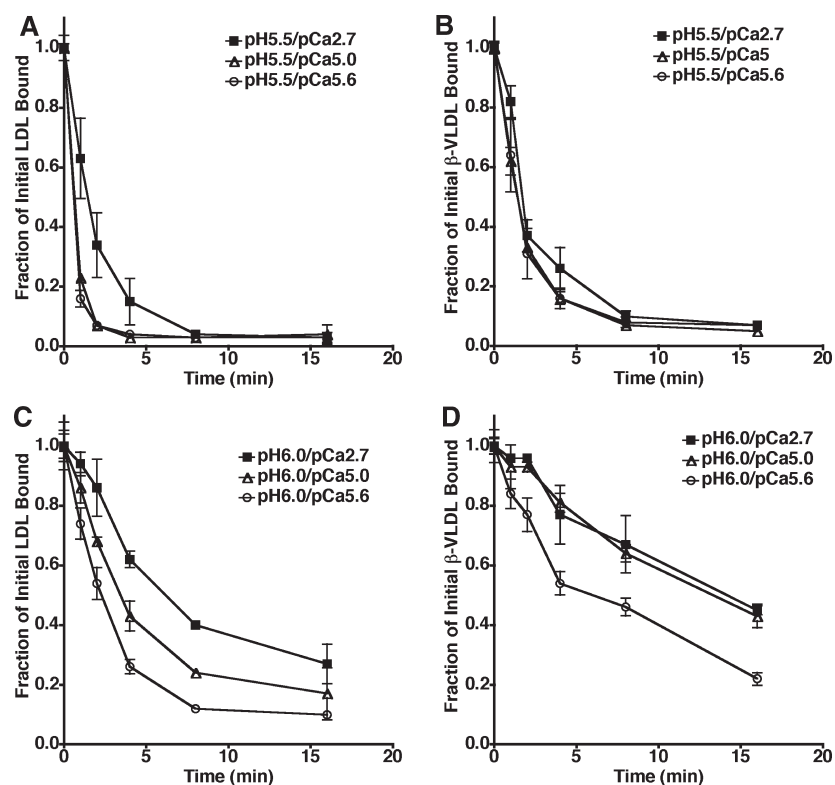 A
Fraction of Initial LDL Bound
1.0
0.8
0.6
0.4
0.2
0.0
0 5 10 15 20
Time (min)
pH5.5/pCa2.7
pH5.5/pCa5.0
pH5.5/pCa5.6
B
Fraction of Initial β-VLDL Bound
1.0
0.8
0.6
0.4
0.2
0.0
0 5 10 15 20
Time (min)
pH5.5/pCa2.7
pH5.5/pCa5
pH5.5/pCa5.6
C
Fraction of Initial LDL Bound
1.0
0.8
0.6
0.4
0.2
0.0
0 5 10 15 20
Time (min)
pH6.0/pCa2.7
pH6.0/pCa5.0
pH6.0/pCa5.6
D
Fraction of Initial β-VLDL Bound
1.0
0.8
0.6
0.4
0.2
0.0
0 5 10 15 20
Time (min)
pH6.0/pCa2.7
pH6.0/pCa5.0
pH6.0/pCa5.6